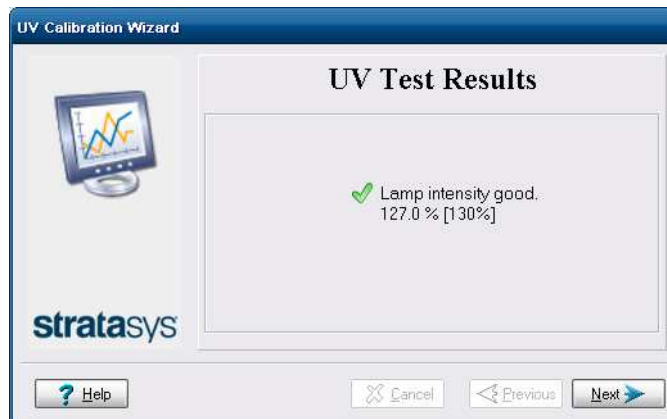 UV Calibration Wizard
UV Test Results
Lamp intensity good.
127.0 % [130%]
stratasys
? Help
Cancel
Previous
Next